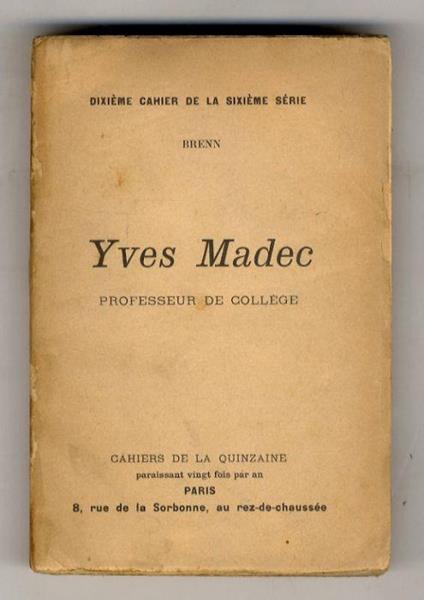 DIXIÈME CAHIER DE LA SIXIÈME SÉRIE
BRENN
Yves Madec
PROFESSEUR DE COLLÈGE
CAHIERS DE LA QUINZAINE
paraissant vingt fois par an
PARIS
8, rue de la Sorbonne, au rez-de-chaussée